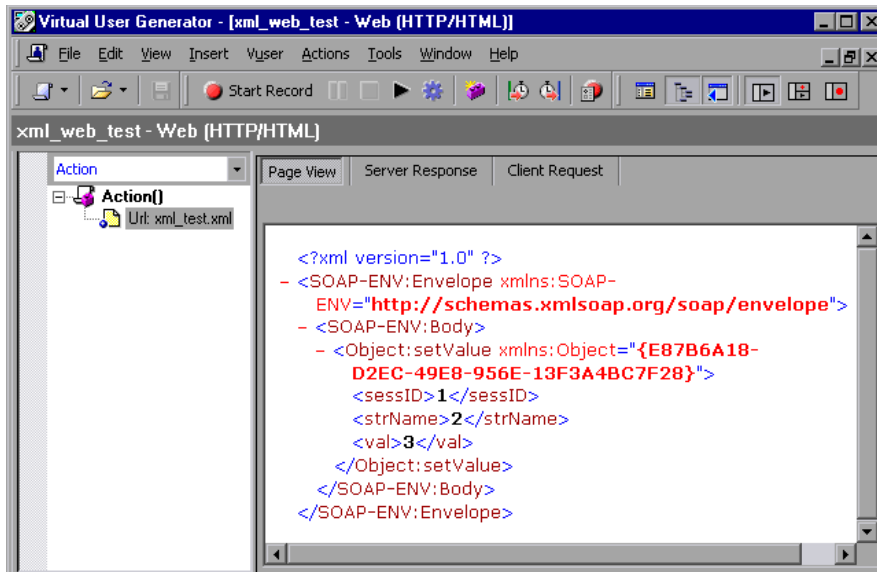 Virtual User Generator - [xml_web_test - Web (HTTP/HTML)]
File Edit View Insert Vuser Actions Tools Window Help
Start Record
xml_web_test - Web (HTTP/HTML)
Action
Page View Server Response Client Request
Action()
Url: xml_test.xml
<?xml version="1.0" ?>
- <SOAP-ENV:Envelope xmlns:SOAP-
ENV="http://schemas.xmlsoap.org/soap/envelope">
- <SOAP-ENV:Body>
- <Object:setValue xmlns:Object="{E87B6A18-
D2EC-49E8-956E-13F3A4BC7F28}">
<sessID>1</sessID>
<strName>2</strName>
<val>3</val>
</Object:setValue>
</SOAP-ENV:Body>
</SOAP-ENV:Envelope>